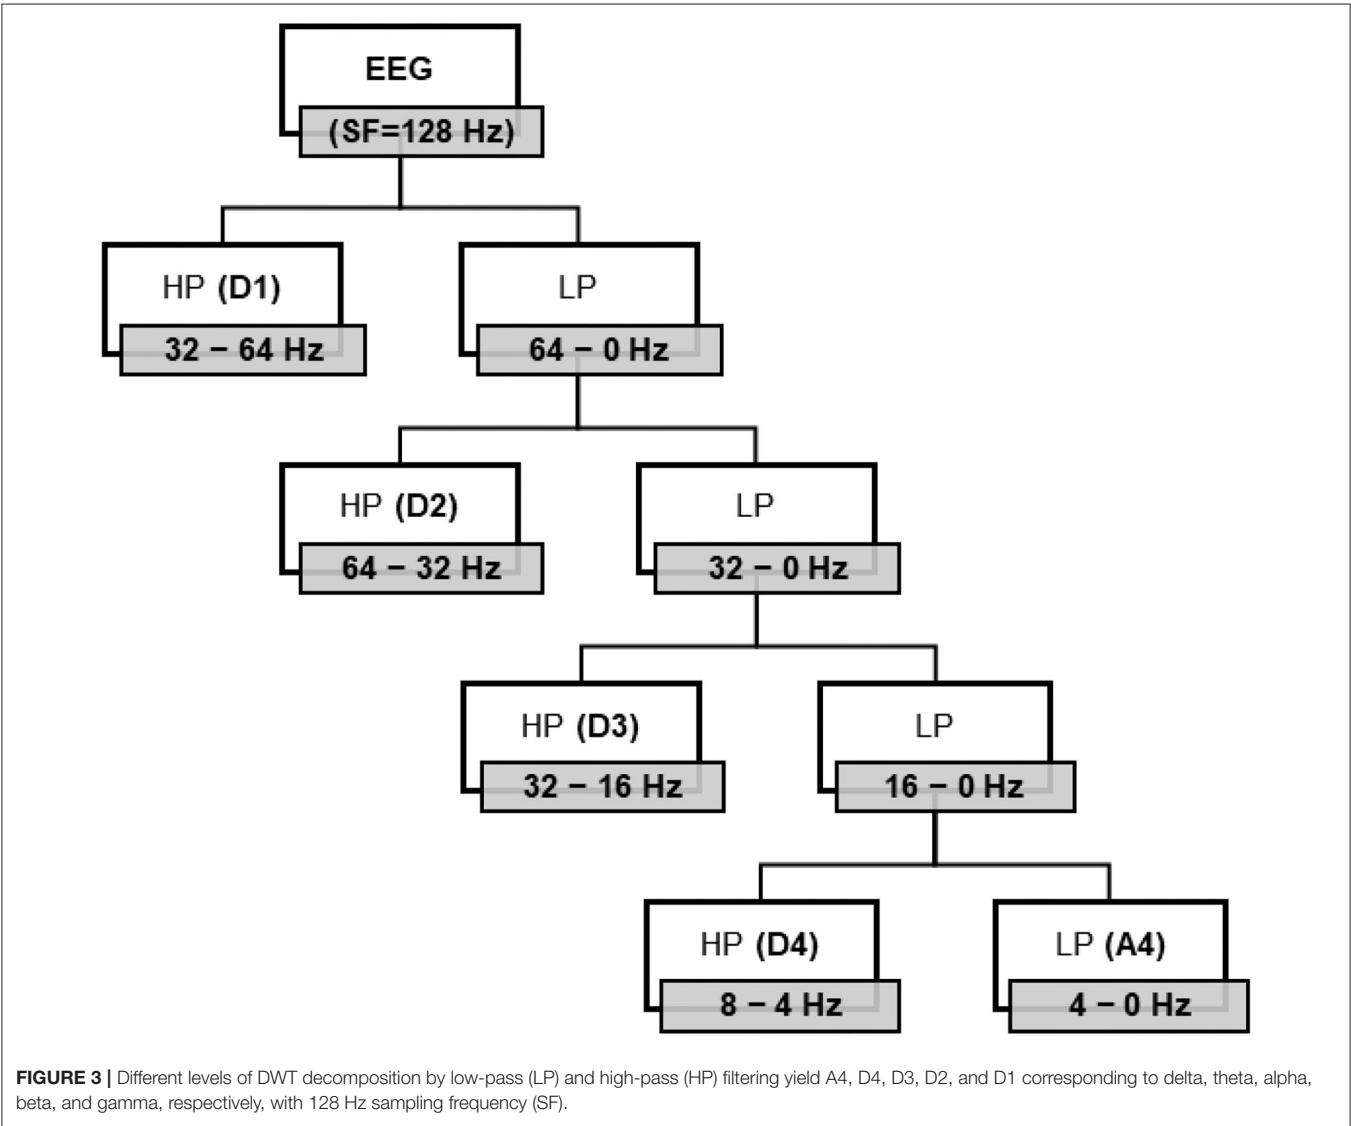 EEG
(SF=128 Hz)
HP (D1)
32 – 64 Hz
LP
64 – 0 Hz
HP (D2)
64 – 32 Hz
LP
32 – 0 Hz
HP (D3)
32 – 16 Hz
LP
16 – 0 Hz
HP (D4)
8 – 4 Hz
LP (A4)
4 – 0 Hz
FIGURE 3 | Different levels of DWT decomposition by low-pass (LP) and high-pass (HP) filtering yield A4, D4, D3, D2, and D1 corresponding to delta, theta, alpha,
beta, and gamma, respectively, with 128 Hz sampling frequency (SF).